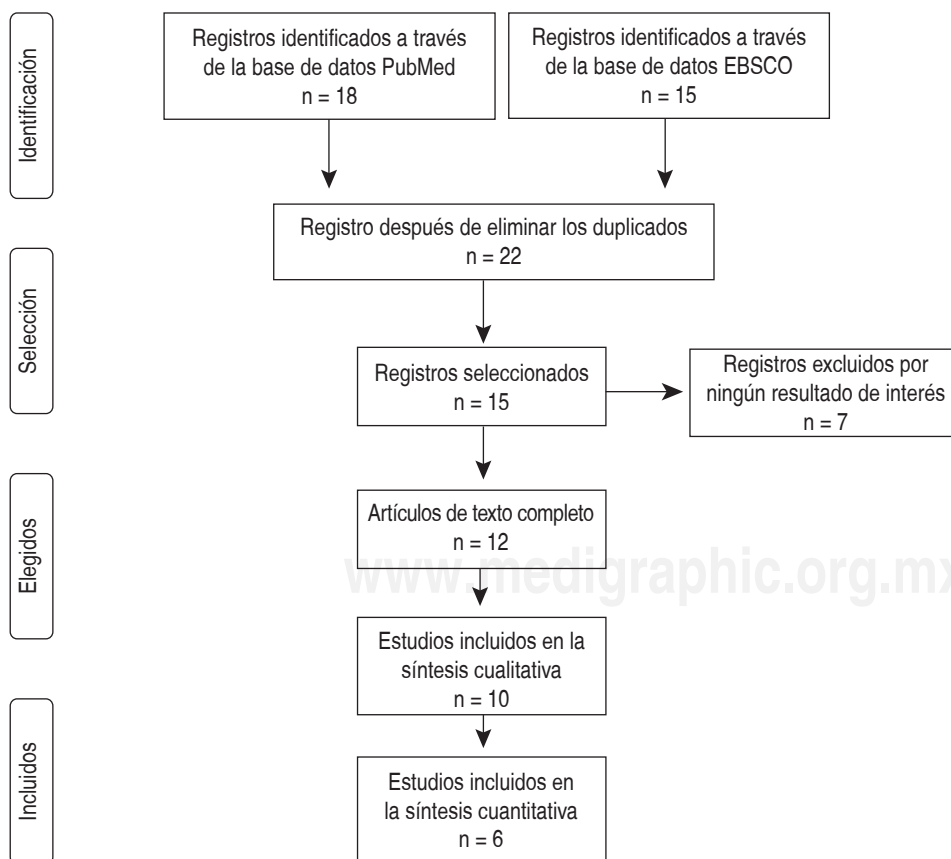 Identificación
Registros identificados a través
de la base de datos PubMed
n = 18
Registros identificados a través
de la base de datos EBSCO
n = 15
Registro después de eliminar los duplicados
n = 22
Selección
Registros seleccionados
n = 15
Registros excluidos por
ningún resultado de interés
n = 7
Elegidos
Artículos de texto completo
n = 12
www.medigraphic.org.mx
Estudios incluidos en la
síntesis cualitativa
n = 10
Incluidos
Estudios incluidos en
la síntesis cuantitativa
n = 6